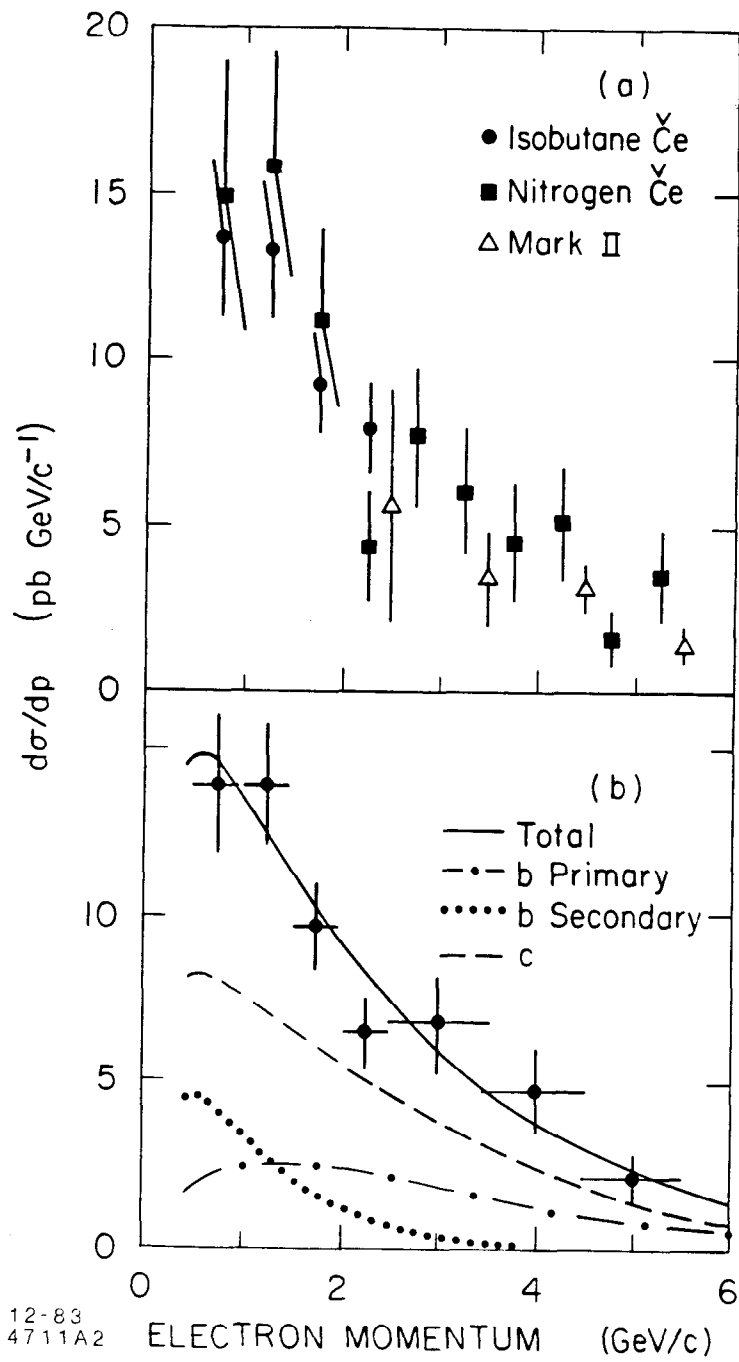 20
(a)
Isobutane Če
Nitrogen Če
Mark II
15
10
5
0
dσ/dp (pb GeV/c⁻¹)
(b)
Total
b Primary
b Secondary
c
10
5
0
0 2 4 6
ELECTRON MOMENTUM (GeV/c)
12-83
4711A2